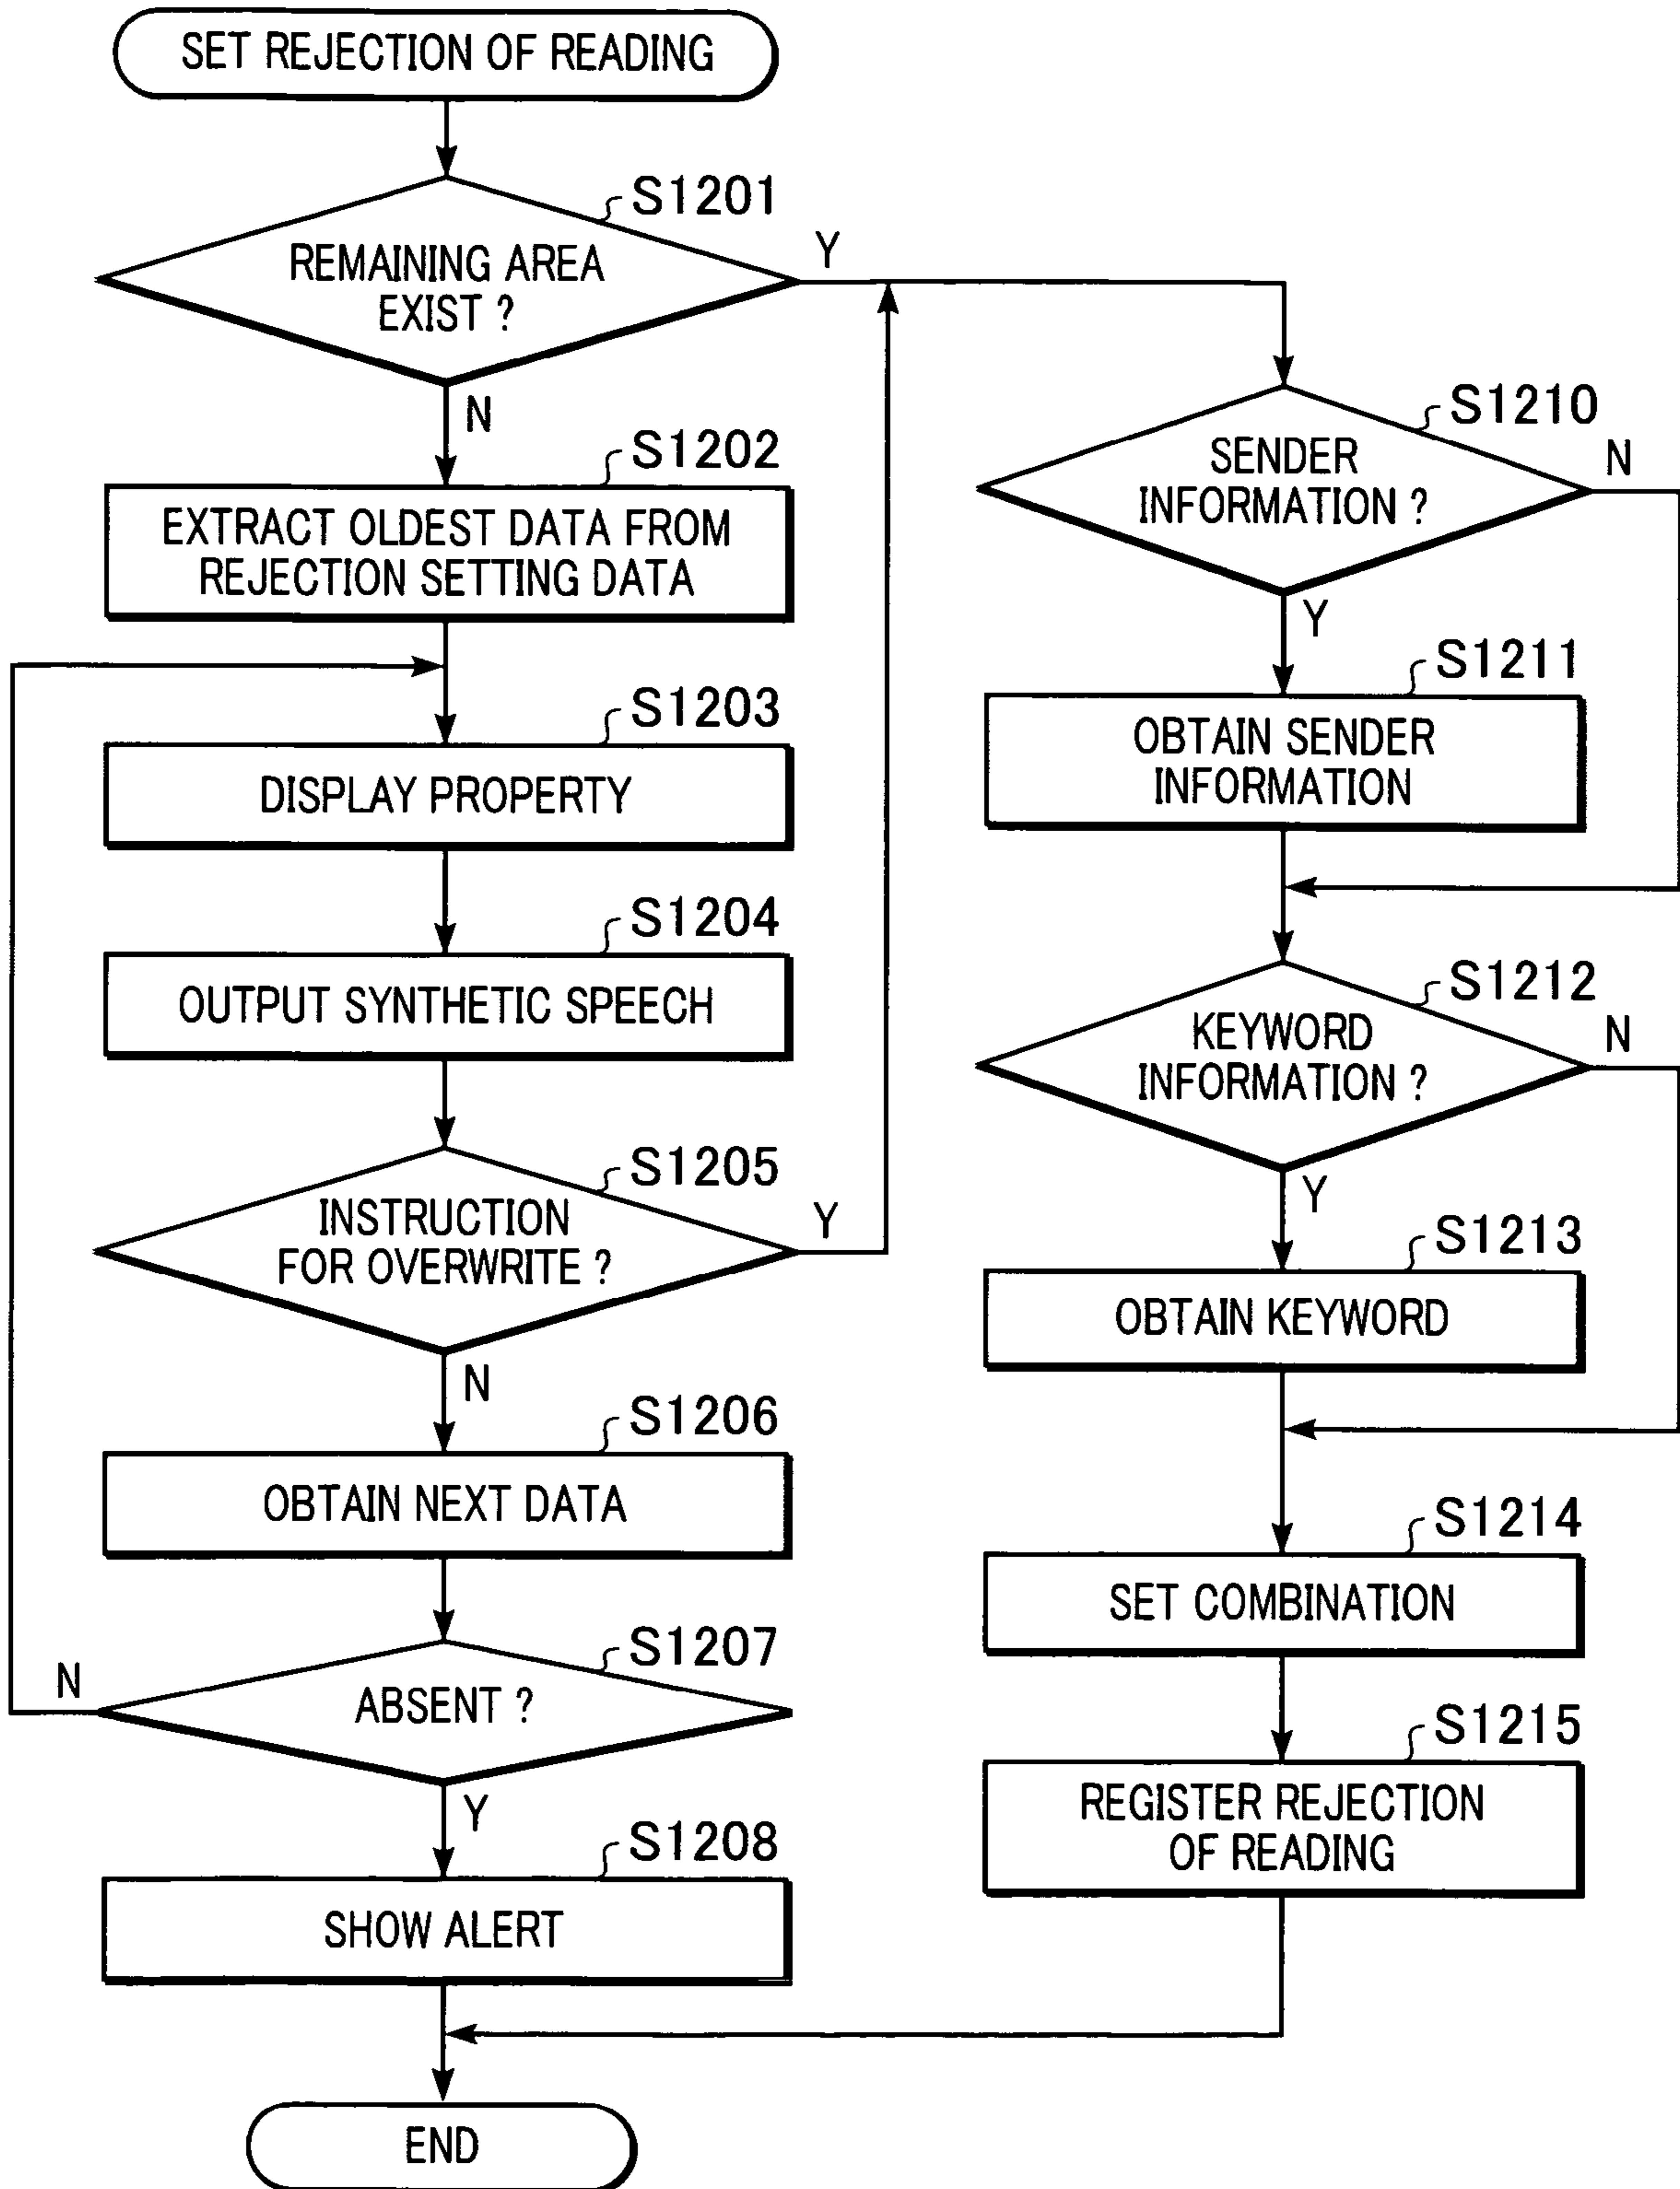 SET REJECTION OF READING
S1201
REMAINING AREA
EXIST ?
Y
N
S1202
EXTRACT OLDEST DATA FROM
REJECTION SETTING DATA
S1203
DISPLAY PROPERTY
S1204
OUTPUT SYNTHETIC SPEECH
S1205
INSTRUCTION
FOR OVERWRITE ?
Y
N
S1206
OBTAIN NEXT DATA
S1207
ABSENT ?
N
Y
S1208
SHOW ALERT
S1210
SENDER
INFORMATION ?
N
Y
S1211
OBTAIN SENDER
INFORMATION
S1212
KEYWORD
INFORMATION ?
N
Y
S1213
OBTAIN KEYWORD
S1214
SET COMBINATION
S1215
REGISTER REJECTION
OF READING
END